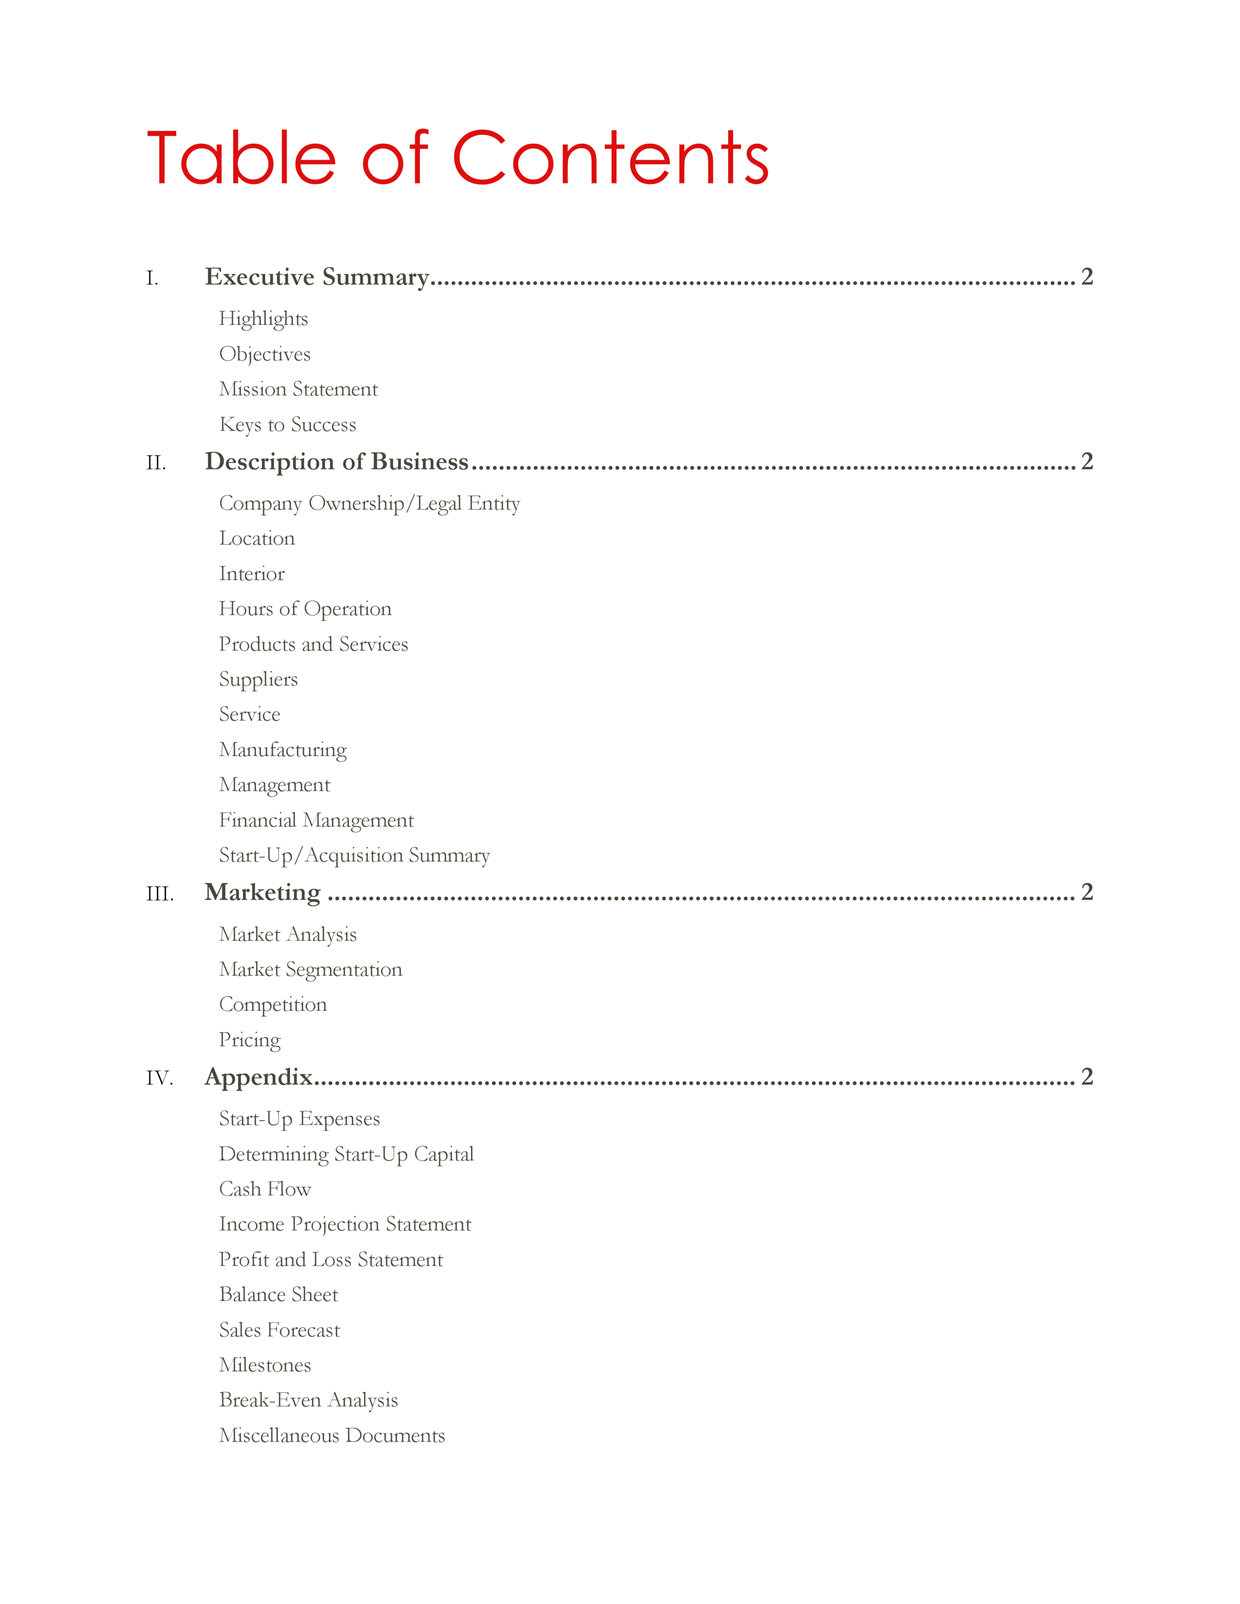 Table of Contents
I. Executive Summary................................................................................................ 2
Highlights
Objectives
Mission Statement
Keys to Success
II. Description of Business.......................................................................................... 2
Company Ownership/Legal Entity
Location
Interior
Hours of Operation
Products and Services
Suppliers
Service
Manufacturing
Management
Financial Management
Start-Up/Acquisition Summary
III. Marketing ............................................................................................................... 2
Market Analysis
Market Segmentation
Competition
Pricing
IV. Appendix................................................................................................................. 2
Start-Up Expenses
Determining Start-Up Capital
Cash Flow
Income Projection Statement
Profit and Loss Statement
Balance Sheet
Sales Forecast
Milestones
Break-Even Analysis
Miscellaneous Documents